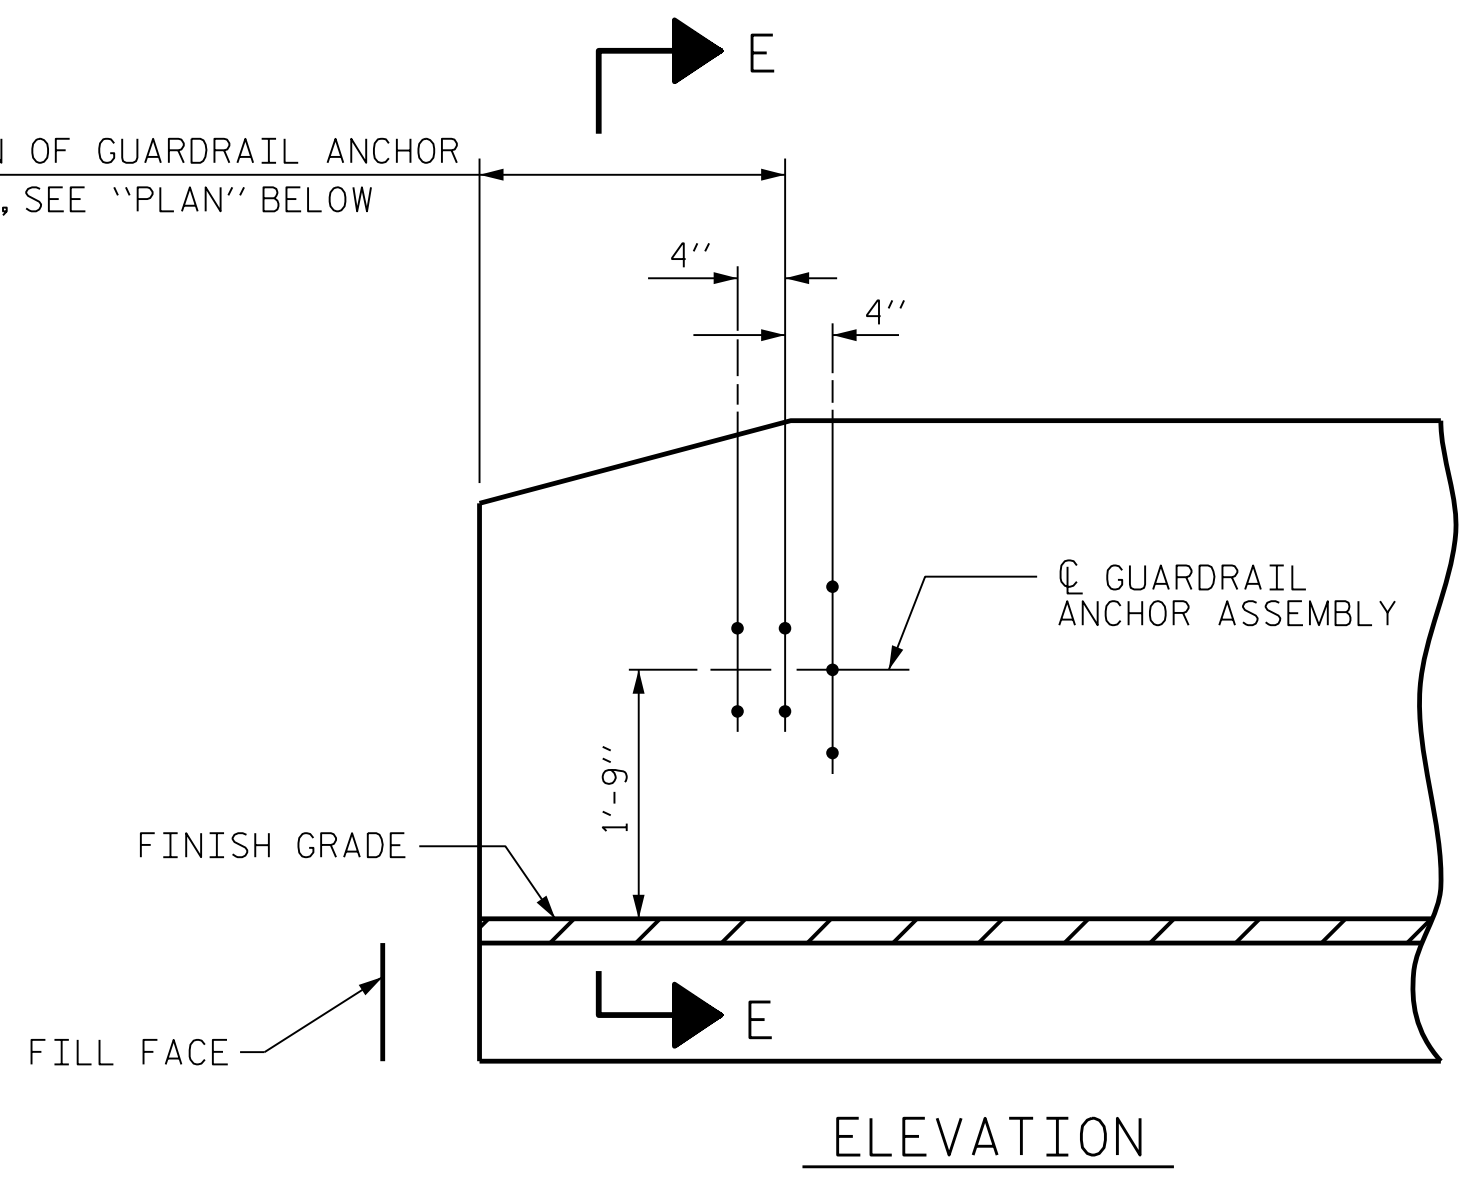 E
OF GUARDRAIL ANCHOR
, SEE "PLAN" BELOW
4"
4"
℄ GUARDRAIL
ANCHOR ASSEMBLY
1'-9"
FINISH GRADE
E
FILL FACE
ELEVATION